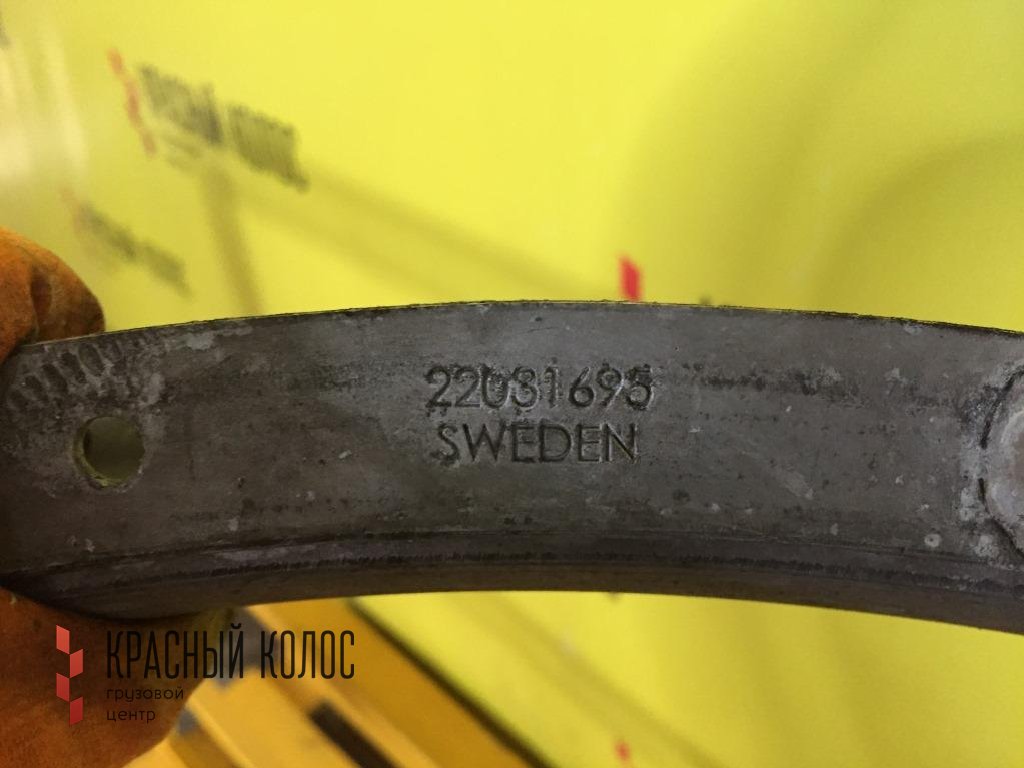 22031695
SWEDEN
КРАСНЫЙ КОЛОС
грузовой
центр